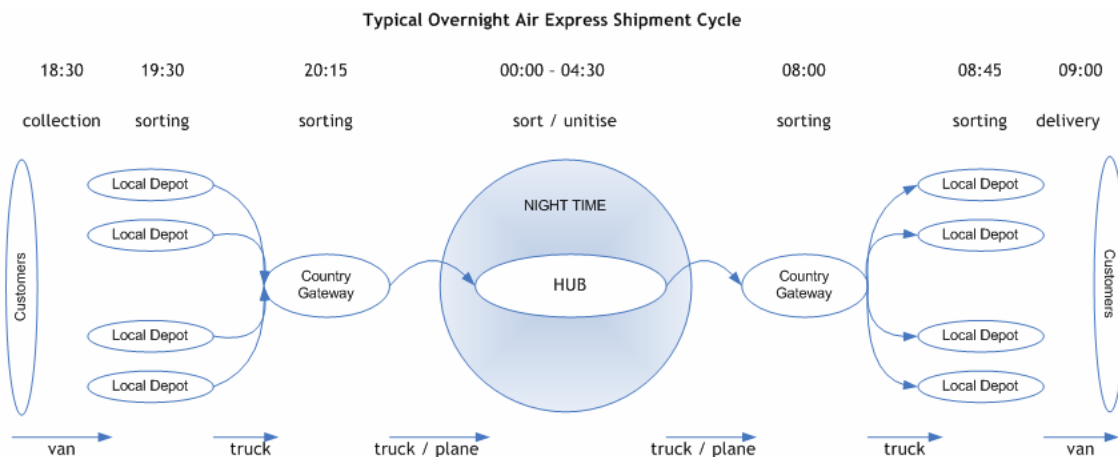 Typical Overnight Air Express Shipment Cycle
18:30 19:30 20:15 00:00 – 04:30 08:00 08:45 09:00
collection sorting sorting sort / unitise sorting sorting delivery
Customers
Local Depot
Local Depot
Local Depot
Local Depot
Country
Gateway
NIGHT TIME
HUB
Country
Gateway
Local Depot
Local Depot
Local Depot
Local Depot
Customers
van truck truck / plane truck / plane truck van